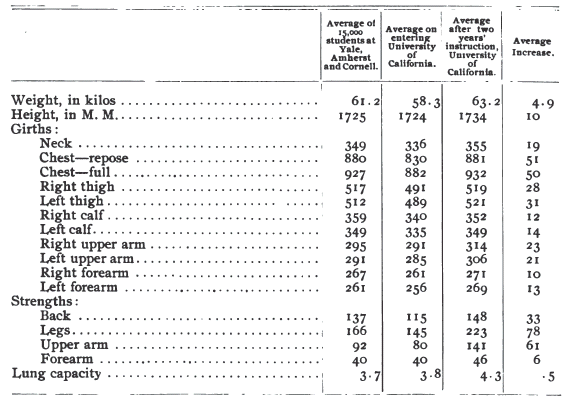 Average of 15,000 students at Yale, Amherst and Cornell. Average on entering University of California. Average after two years' instruction, University of California. Average Increase.
Weight, in kilos 61.2 58.3 63.2 4.9
Height, in M. M. 1725 1724 1734 10
Girths:
Neck 349 336 355 19
Chest—repose 880 830 881 51
Chest—full 927 882 932 50
Right thigh 517 491 519 28
Left thigh 512 489 521 31
Right calf 359 340 352 12
Left calf 349 335 349 14
Right upper arm 295 291 314 23
Left upper arm 291 285 306 21
Right forearm 267 261 271 10
Left forearm 261 256 269 13
Strengths:
Back 137 115 148 33
Legs 166 145 223 78
Upper arm 92 80 141 61
Forearm 40 40 46 6
Lung capacity 3.7 3.8 4.3 .5